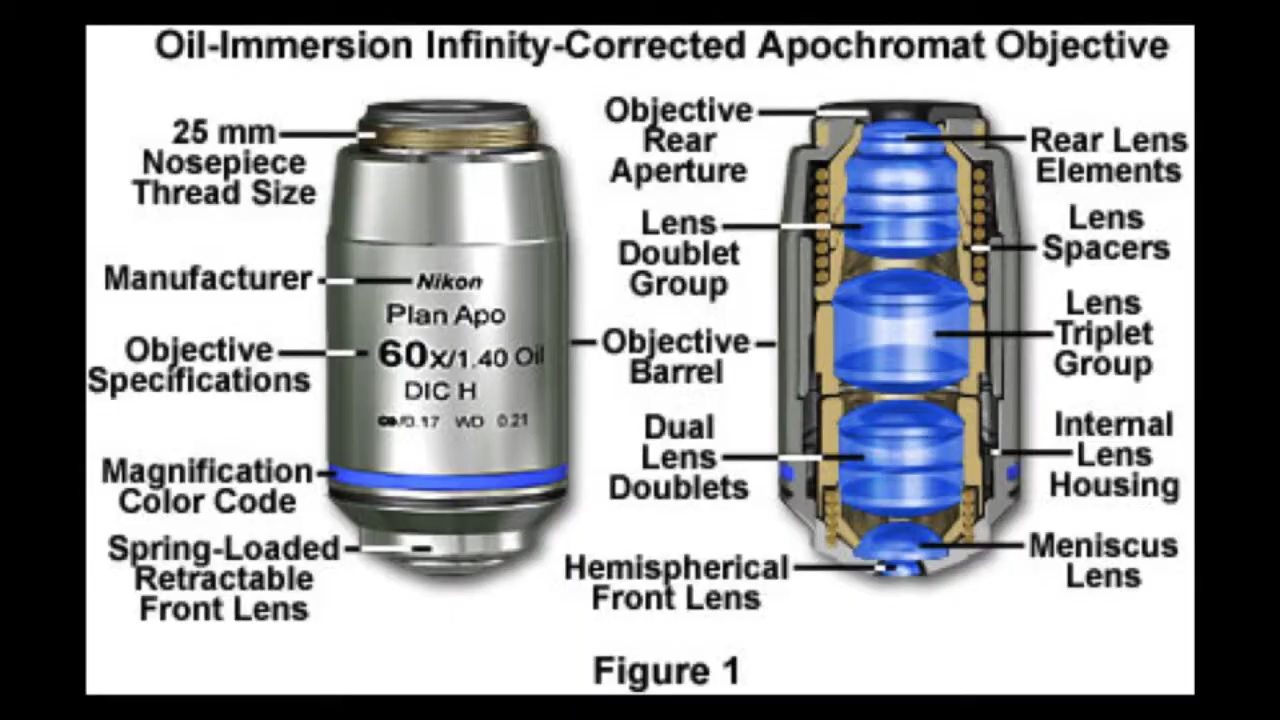 Oil-Immersion Infinity-Corrected Apochromat Objective
25 mm
Nosepiece
Thread Size
Manufacturer
Objective
Specifications
Magnification
Color Code
Spring-Loaded
Retractable
Front Lens
Nikon
Plan Apo
60x/1.40 Oil
DIC H
∞/0.17 WD 0.21
Objective
Rear
Aperture
Lens
Doublet
Group
Objective
Barrel
Dual
Lens
Doublets
Hemispherical
Front Lens
Rear Lens
Elements
Lens
Spacers
Lens
Triplet
Group
Internal
Lens
Housing
Meniscus
Lens
Figure 1